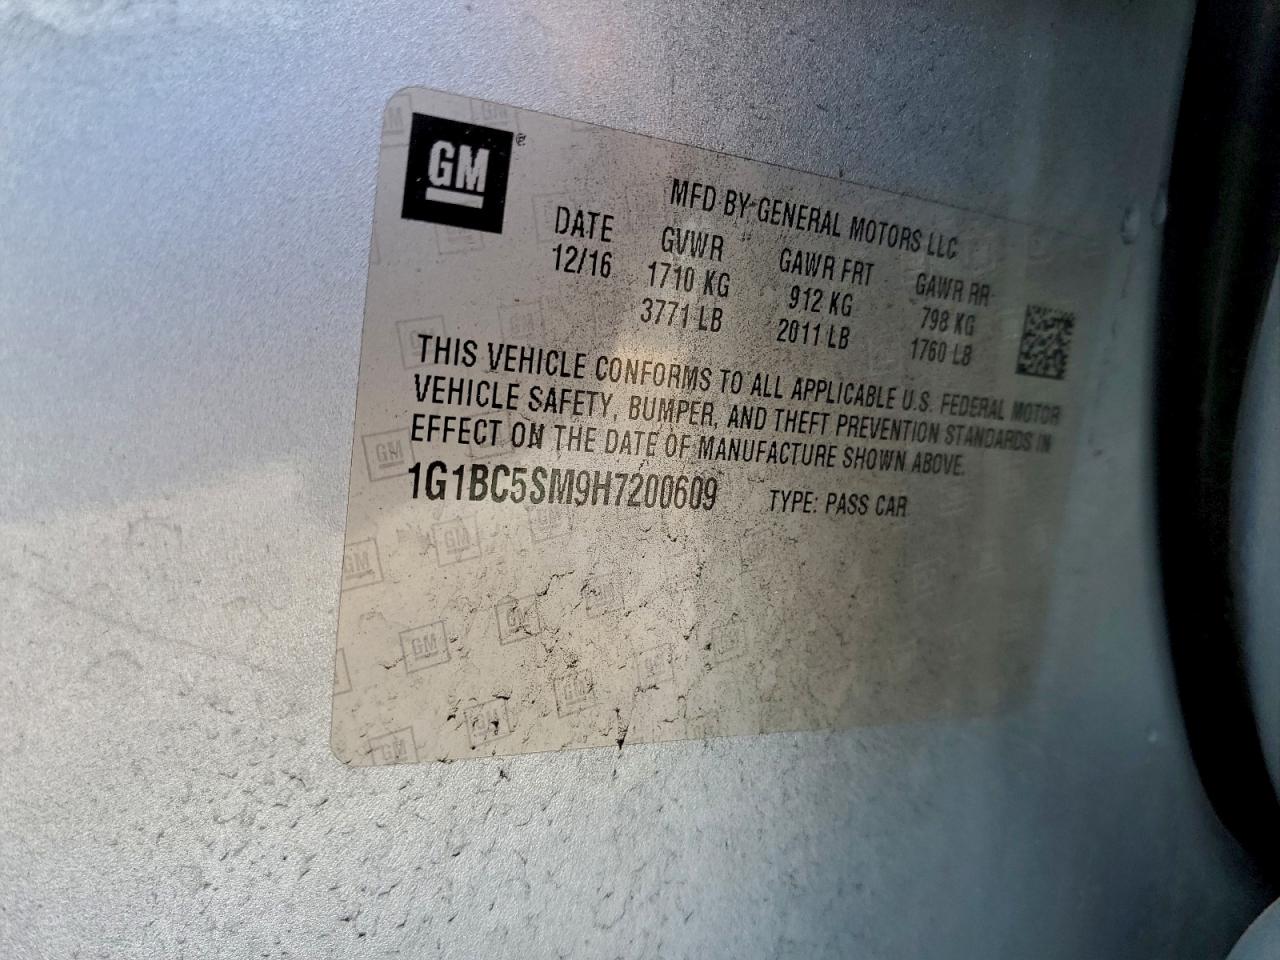 GM®
MFD BY GENERAL MOTORS LLC
DATE GVWR GAWR FRT GAWR RR
12/16 1710 KG 912 KG 798 KG
3771 LB 2011 LB 1760 LB
THIS VEHICLE CONFORMS TO ALL APPLICABLE U.S. FEDERAL MOTOR
VEHICLE SAFETY, BUMPER, AND THEFT PREVENTION STANDARDS IN
EFFECT ON THE DATE OF MANUFACTURE SHOWN ABOVE.
1G1BC5SM9H7200609 TYPE: PASS CAR